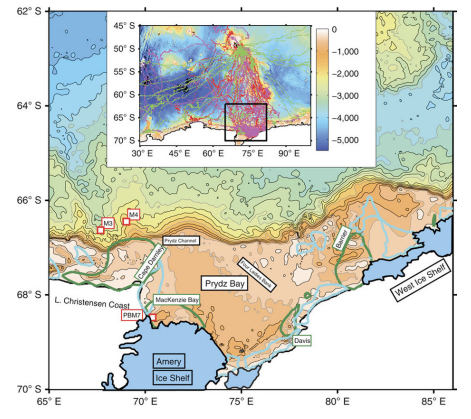 62° S
64° S
66° S
68° S
70° S
65° E
70° E
75° E
80° E
85° E
45° S
50° S
55° S
60° S
65° S
70° S
30° E
45° E
60° E
75° E
90° E
0
−1,000
−2,000
−3,000
−4,000
−5,000
M3
M4
Prydz Channel
Cape Darnley
Four Ladies Bank
Barrier
Prydz Bay
West Ice Shelf
L. Christensen Coast
MacKenzie Bay
PBM7
Davis
Amery
Ice Shelf